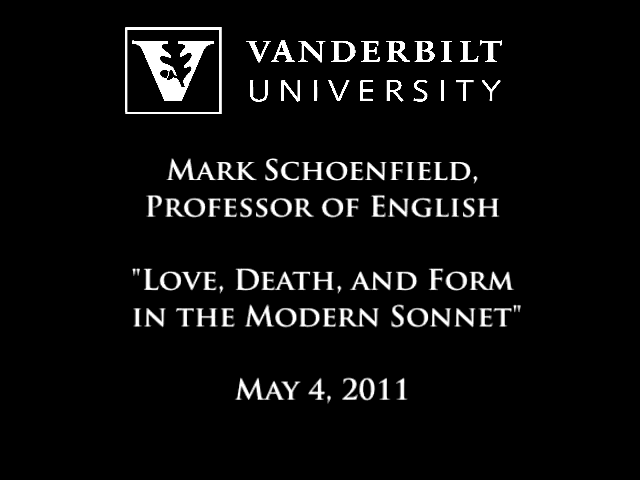 V
VANDERBILT
UNIVERSITY
MARK SCHOENFIELD,
PROFESSOR OF ENGLISH
"LOVE, DEATH, AND FORM
IN THE MODERN SONNET"
MAY 4, 2011